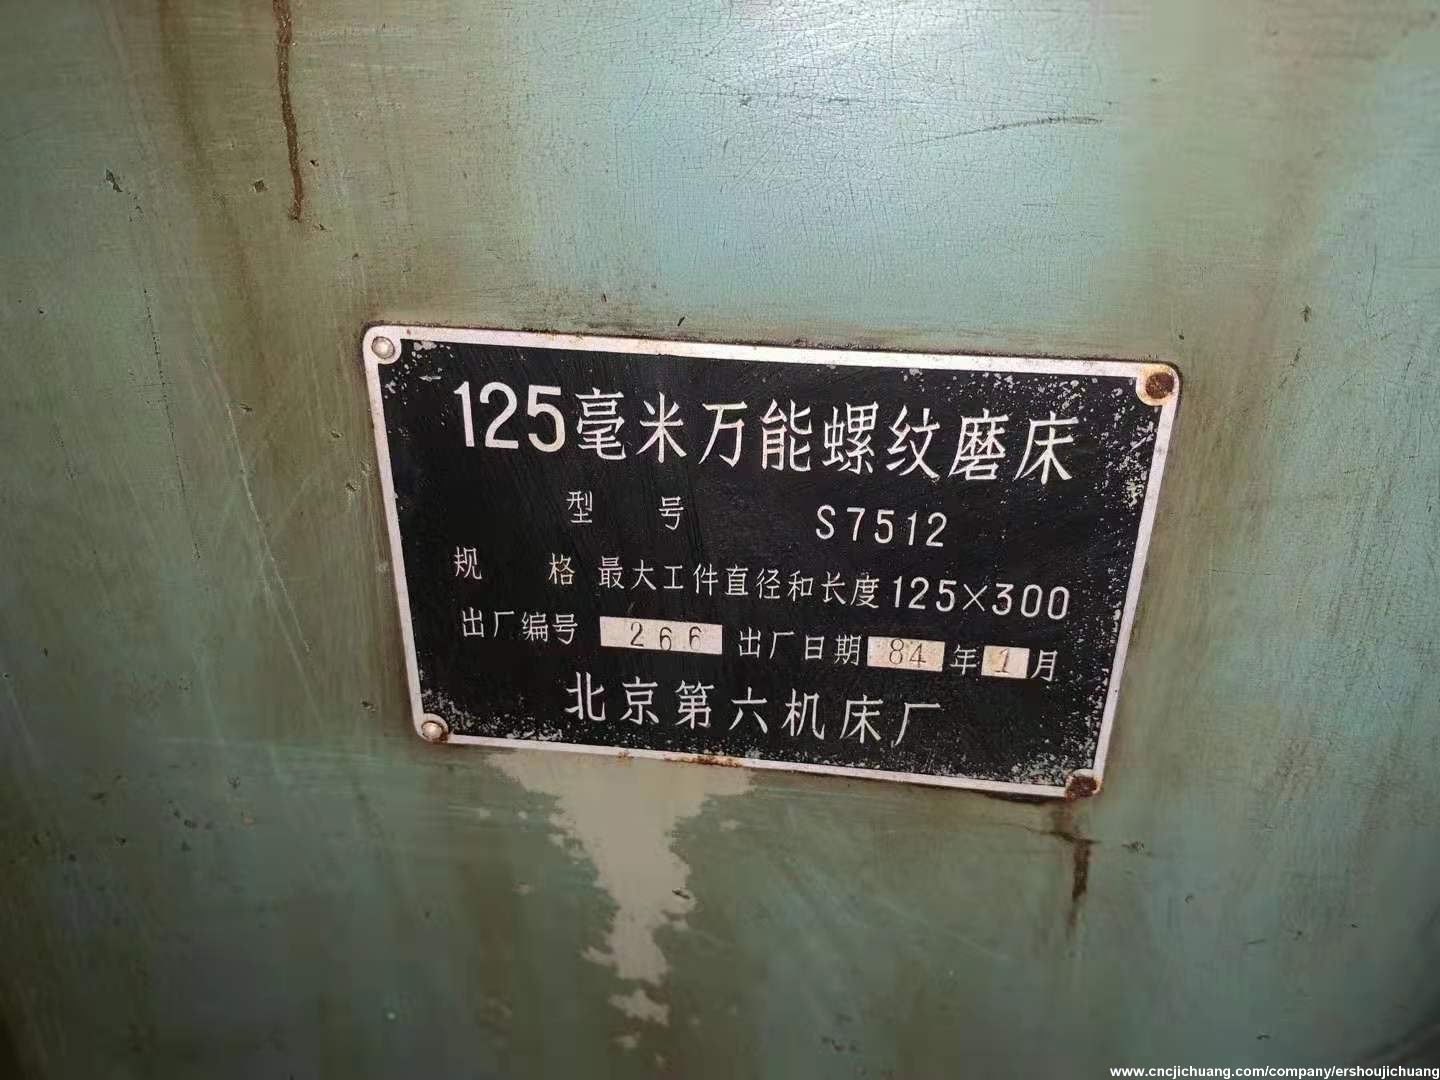 125毫米万能螺纹磨床
型号 S7512
规格 最大工件直径和长度125×300
出厂编号 266 出厂日期 84年1月
北京第六机床厂
www.cncjichuang.com/company/ershoujichuang